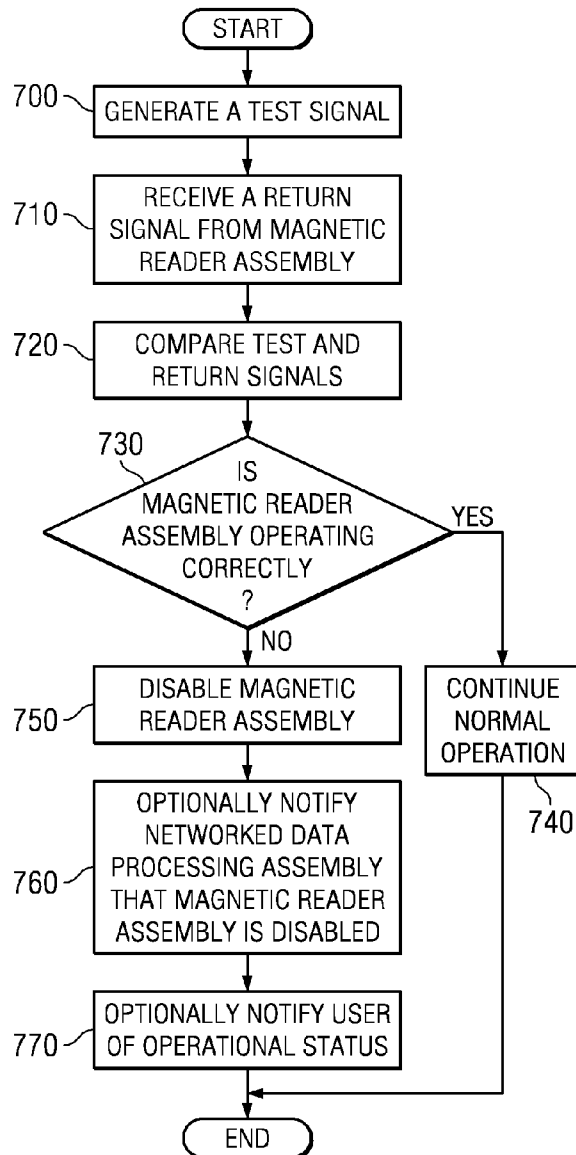 START
700
GENERATE A TEST SIGNAL
710
RECEIVE A RETURN
SIGNAL FROM MAGNETIC
READER ASSEMBLY
720
COMPARE TEST AND
RETURN SIGNALS
730
IS
MAGNETIC READER
ASSEMBLY OPERATING
CORRECTLY
?
YES
NO
750
DISABLE MAGNETIC
READER ASSEMBLY
CONTINUE
NORMAL
OPERATION
740
760
OPTIONALLY NOTIFY
NETWORKED DATA
PROCESSING ASSEMBLY
THAT MAGNETIC READER
ASSEMBLY IS DISABLED
770
OPTIONALLY NOTIFY USER
OF OPERATIONAL STATUS
END